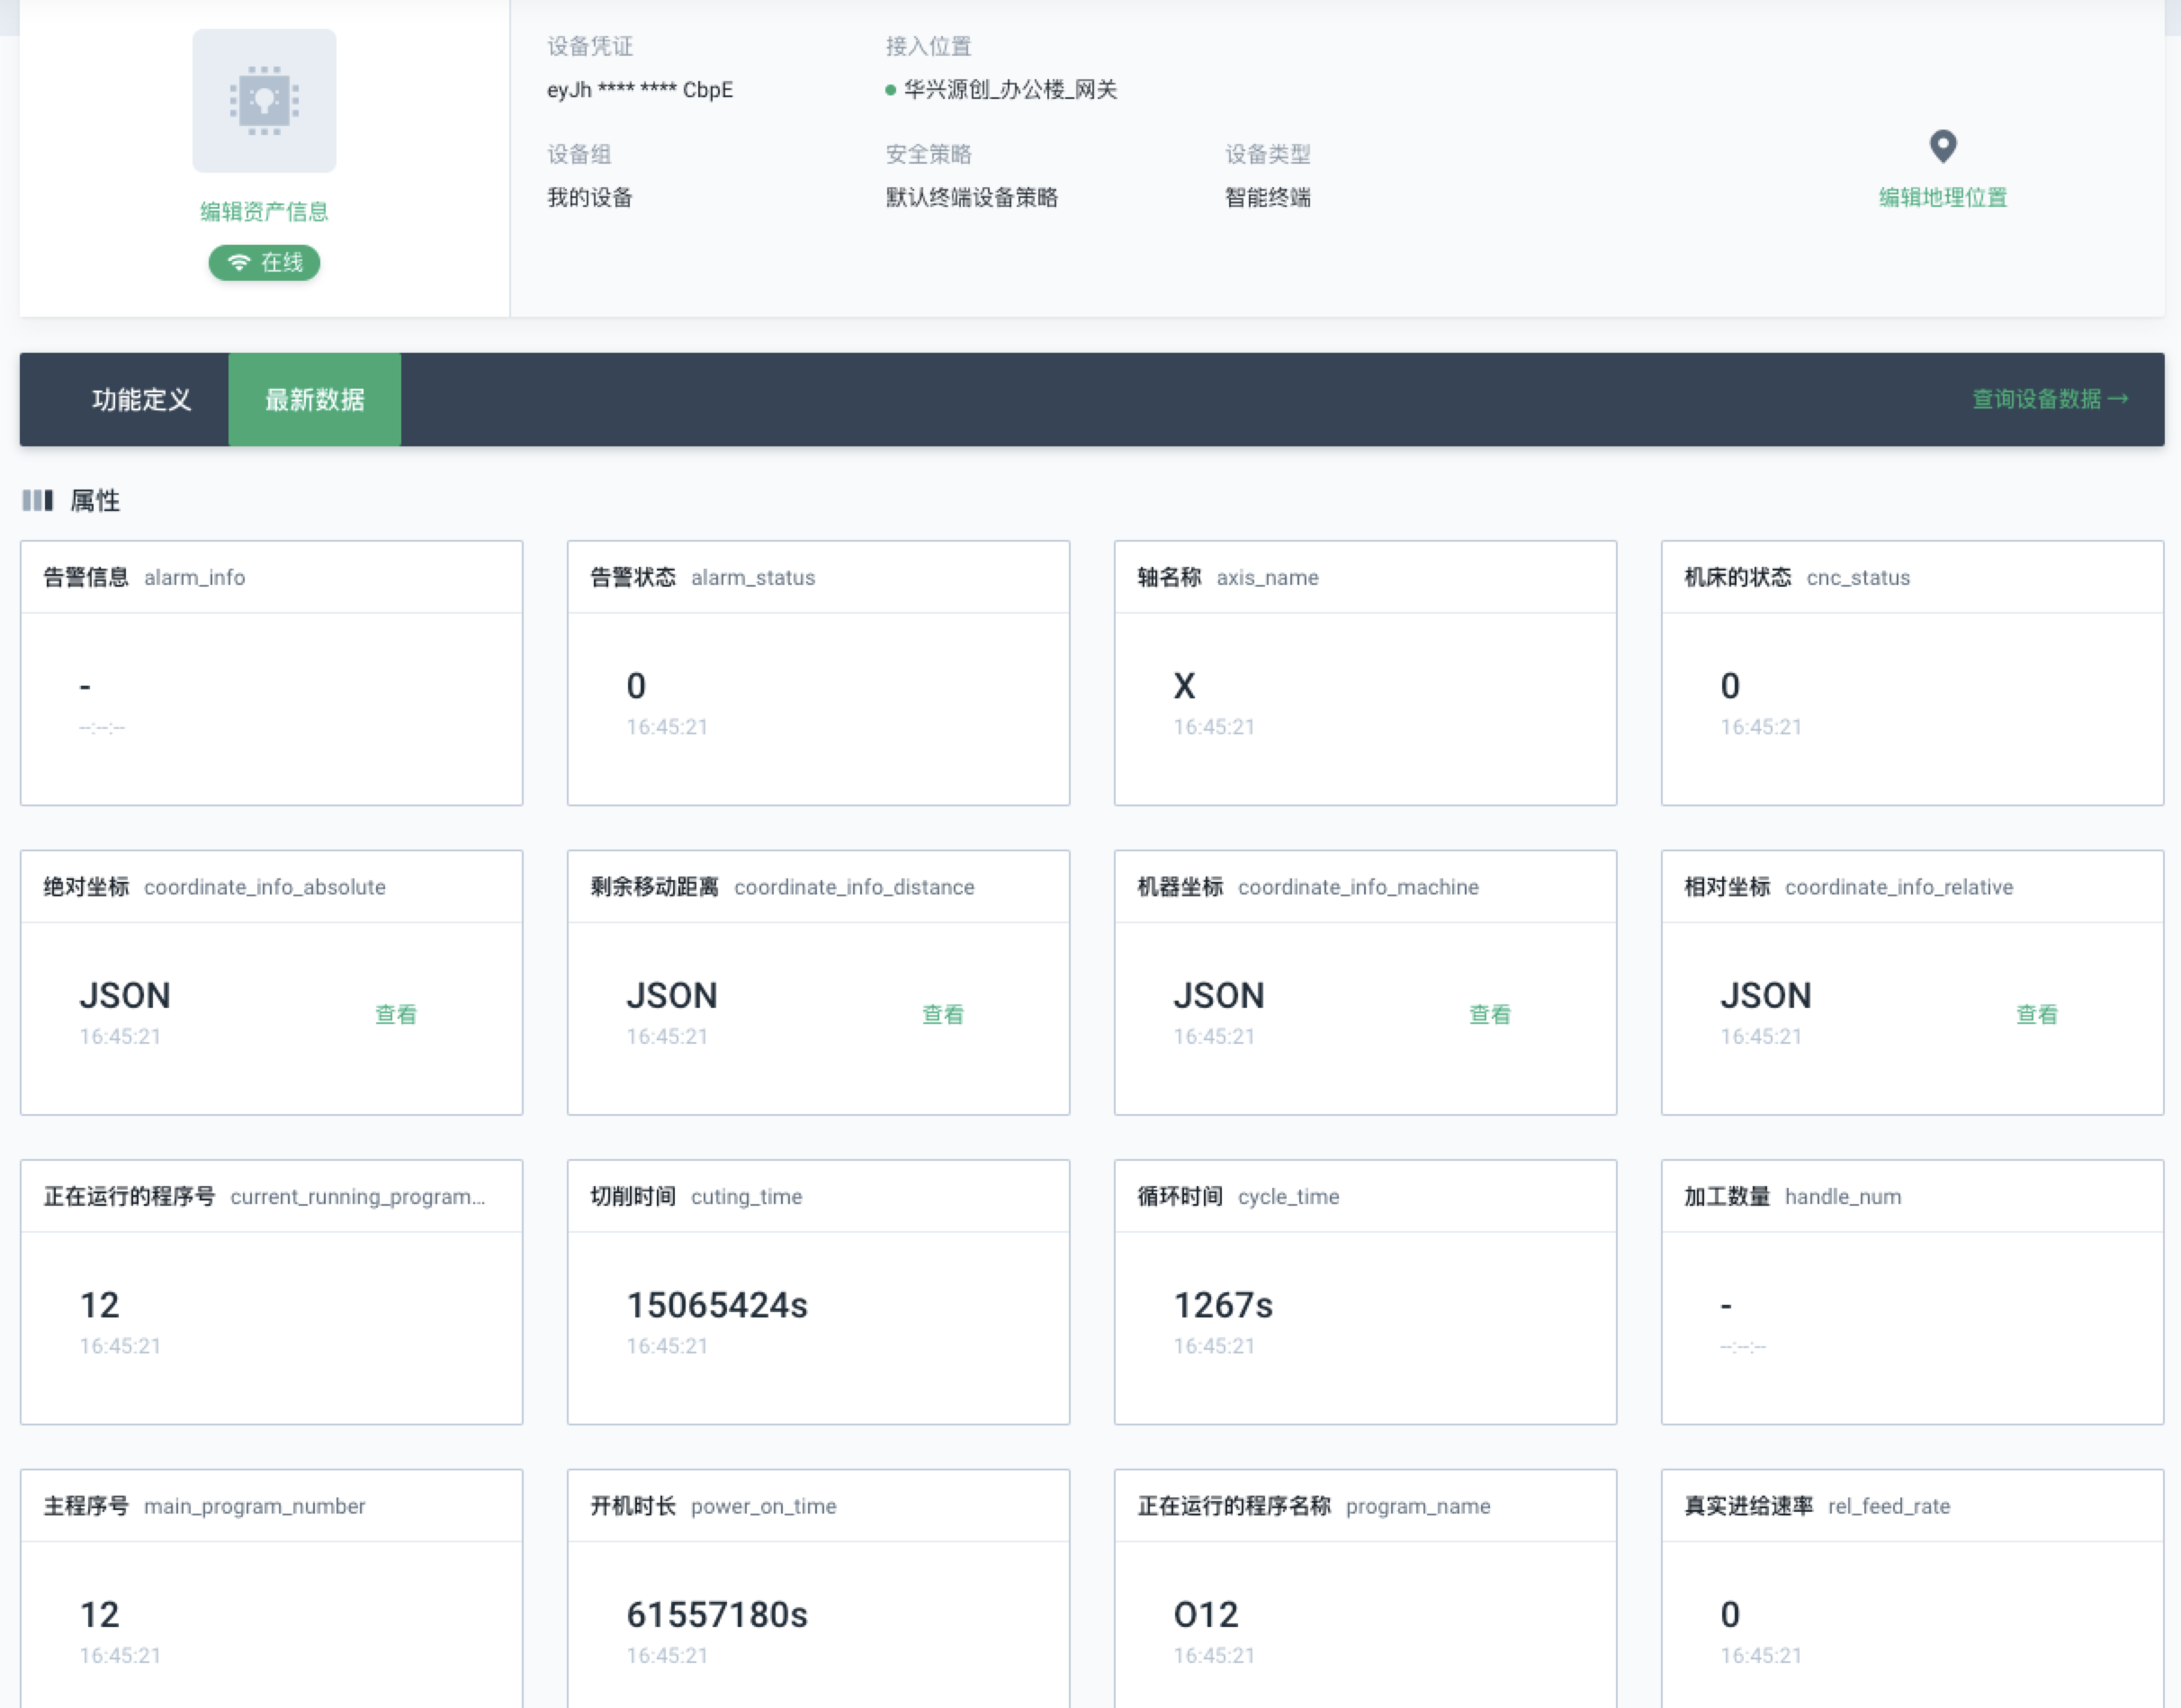 设备凭证 接入位置
eyJh **** **** CbpE 华兴源创_办公楼_网关
设备组 安全策略 设备类型
我的设备 默认终端设备策略 智能终端 编辑地理位置
编辑资产信息
在线
功能定义 最新数据 查询设备数据→
属性
告警信息 alarm_info 告警状态 alarm_status 轴名称 axis_name 机床的状态 cnc_status
- 0 X 0
--:--:-- 16:45:21 16:45:21 16:45:21
绝对坐标 coordinate_info_absolute 剩余移动距离 coordinate_info_distance 机器坐标 coordinate_info_machine 相对坐标 coordinate_info_relative
JSON 查看 JSON 查看 JSON 查看 JSON 查看
16:45:21 16:45:21 16:45:21 16:45:21
正在运行的程序号 current_running_program... 切削时间 cuting_time 循环时间 cycle_time 加工数量 handle_num
12 15065424s 1267s -
16:45:21 16:45:21 16:45:21 --:--:--
主程序号 main_program_number 开机时长 power_on_time 正在运行的程序名称 program_name 真实进给速率 rel_feed_rate
12 61557180s O12 0
16:45:21 16:45:21 16:45:21 16:45:21